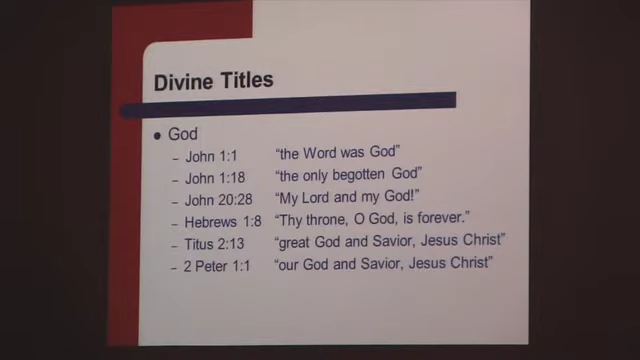 Divine Titles
• God
– John 1:1 "the Word was God"
– John 1:18 "the only begotten God"
– John 20:28 "My Lord and my God!"
– Hebrews 1:8 "Thy throne, O God, is forever."
– Titus 2:13 "great God and Savior, Jesus Christ"
– 2 Peter 1:1 "our God and Savior, Jesus Christ"